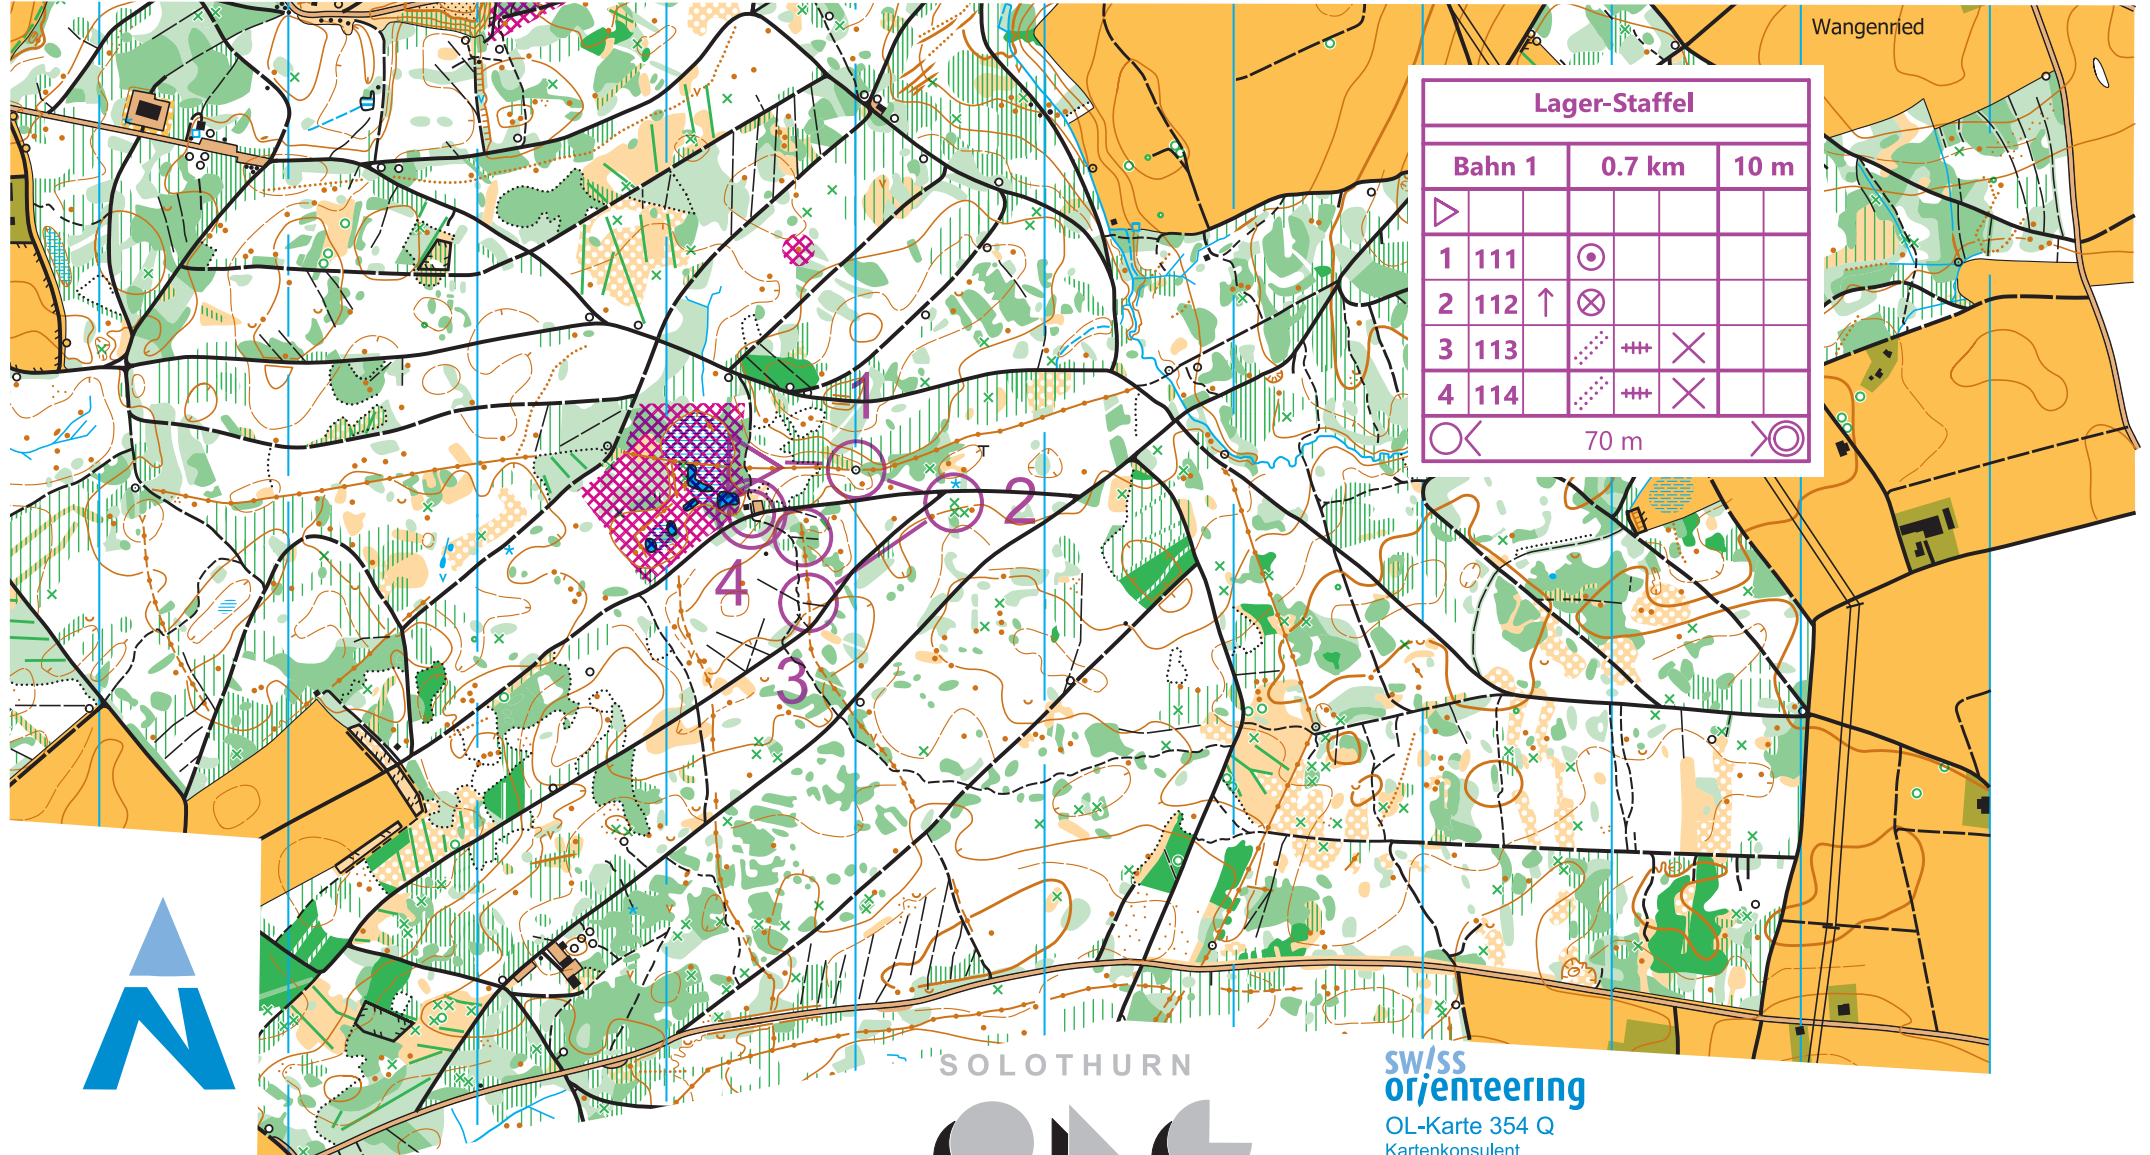 Wangenried
Lager-Staffel
Bahn 1 0.7 km 10 m
1 111
2 112
3 113
4 114
70 m
1
2
4
3
N
SOLOTHURN
swiss
orienteering
OL-Karte 354 Q
Kartenkonsulent